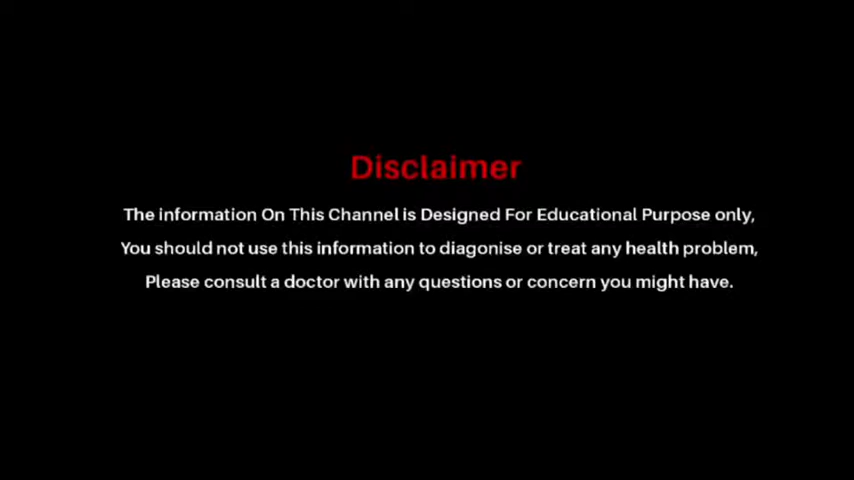 Disclaimer
The information On This Channel is Designed For Educational Purpose only,
You should not use this information to diagonise or treat any health problem,
Please consult a doctor with any questions or concern you might have.